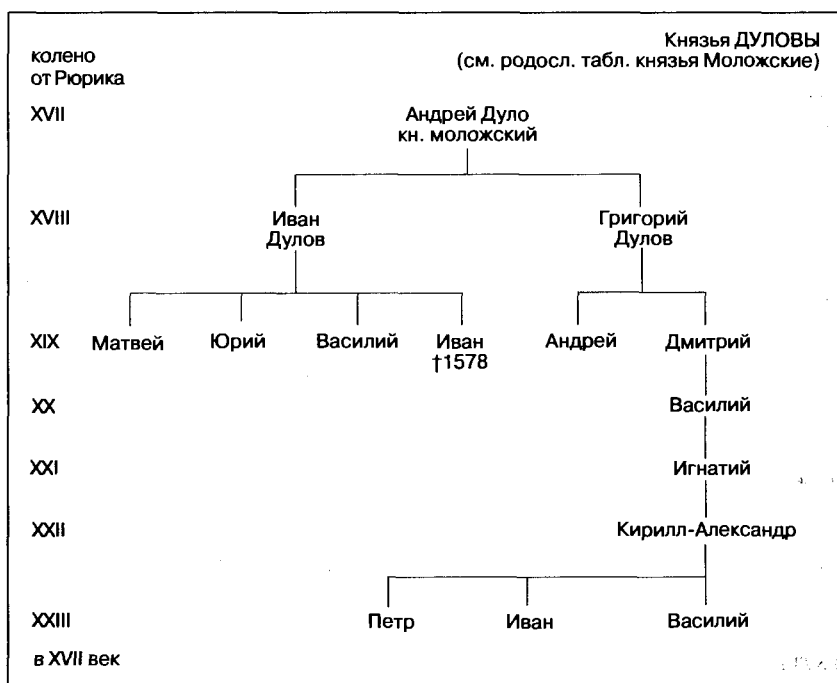 Князья ДУЛОВЫ
(см. родосл. табл. князья Моложские)
колено
от Рюрика
XVII
Андрей Дуло
кн. моложский
XVIII
Иван
Дулов
Григорий
Дулов
XIX Матвей Юрий Василий Иван Андрей Дмитрий
†1578
XX Василий
XXI Игнатий
XXII Кирилл-Александр
XXIII Петр Иван Василий
в XVII век